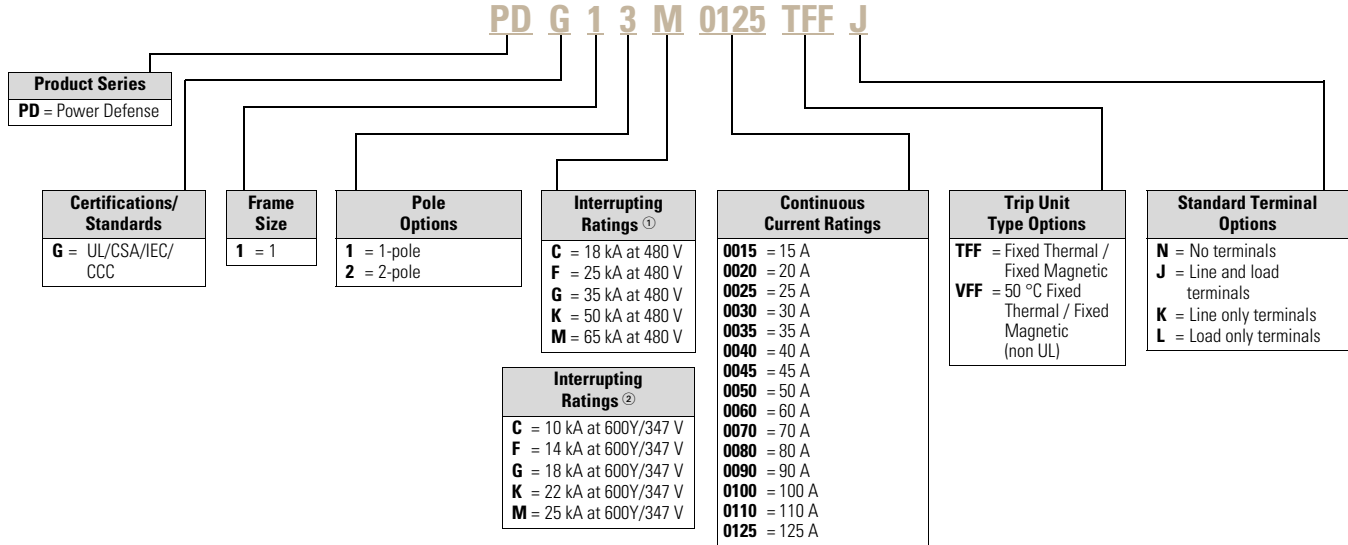 PD G 1 3 M 0125 TFF J
Product Series
PD = Power Defense
Certifications/
Standards
G = UL/CSA/IEC/
CCC
Frame
Size
1 = 1
Pole
Options
1 = 1-pole
2 = 2-pole
Interrupting
Ratings ①
C = 18 kA at 480 V
F = 25 kA at 480 V
G = 35 kA at 480 V
K = 50 kA at 480 V
M = 65 kA at 480 V
Interrupting
Ratings ②
C = 10 kA at 600Y/347 V
F = 14 kA at 600Y/347 V
G = 18 kA at 600Y/347 V
K = 22 kA at 600Y/347 V
M = 25 kA at 600Y/347 V
Continuous
Current Ratings
0015 = 15 A
0020 = 20 A
0025 = 25 A
0030 = 30 A
0035 = 35 A
0040 = 40 A
0045 = 45 A
0050 = 50 A
0060 = 60 A
0070 = 70 A
0080 = 80 A
0090 = 90 A
0100 = 100 A
0110 = 110 A
0125 = 125 A
Trip Unit
Type Options
TFF = Fixed Thermal /
Fixed Magnetic
VFF = 50 °C Fixed
Thermal / Fixed
Magnetic
(non UL)
Standard Terminal
Options
N = No terminals
J = Line and load
terminals
K = Line only terminals
L = Load only terminals